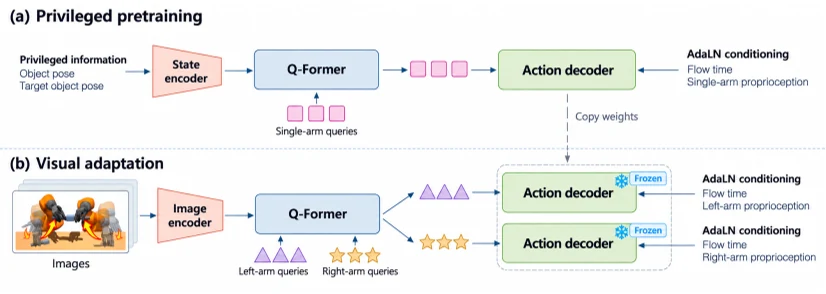 (a) Privileged pretraining
Privileged information
Object pose
Target object pose
State
encoder
Q-Former
Single-arm queries
Action decoder
AdaLN conditioning
Flow time
Single-arm proprioception
Copy weights
(b) Visual adaptation
Images
Image
encoder
Q-Former
Left-arm queries
Right-arm queries
Action decoder
Frozen
AdaLN conditioning
Flow time
Left-arm proprioception
Action decoder
Frozen
AdaLN conditioning
Flow time
Right-arm proprioception